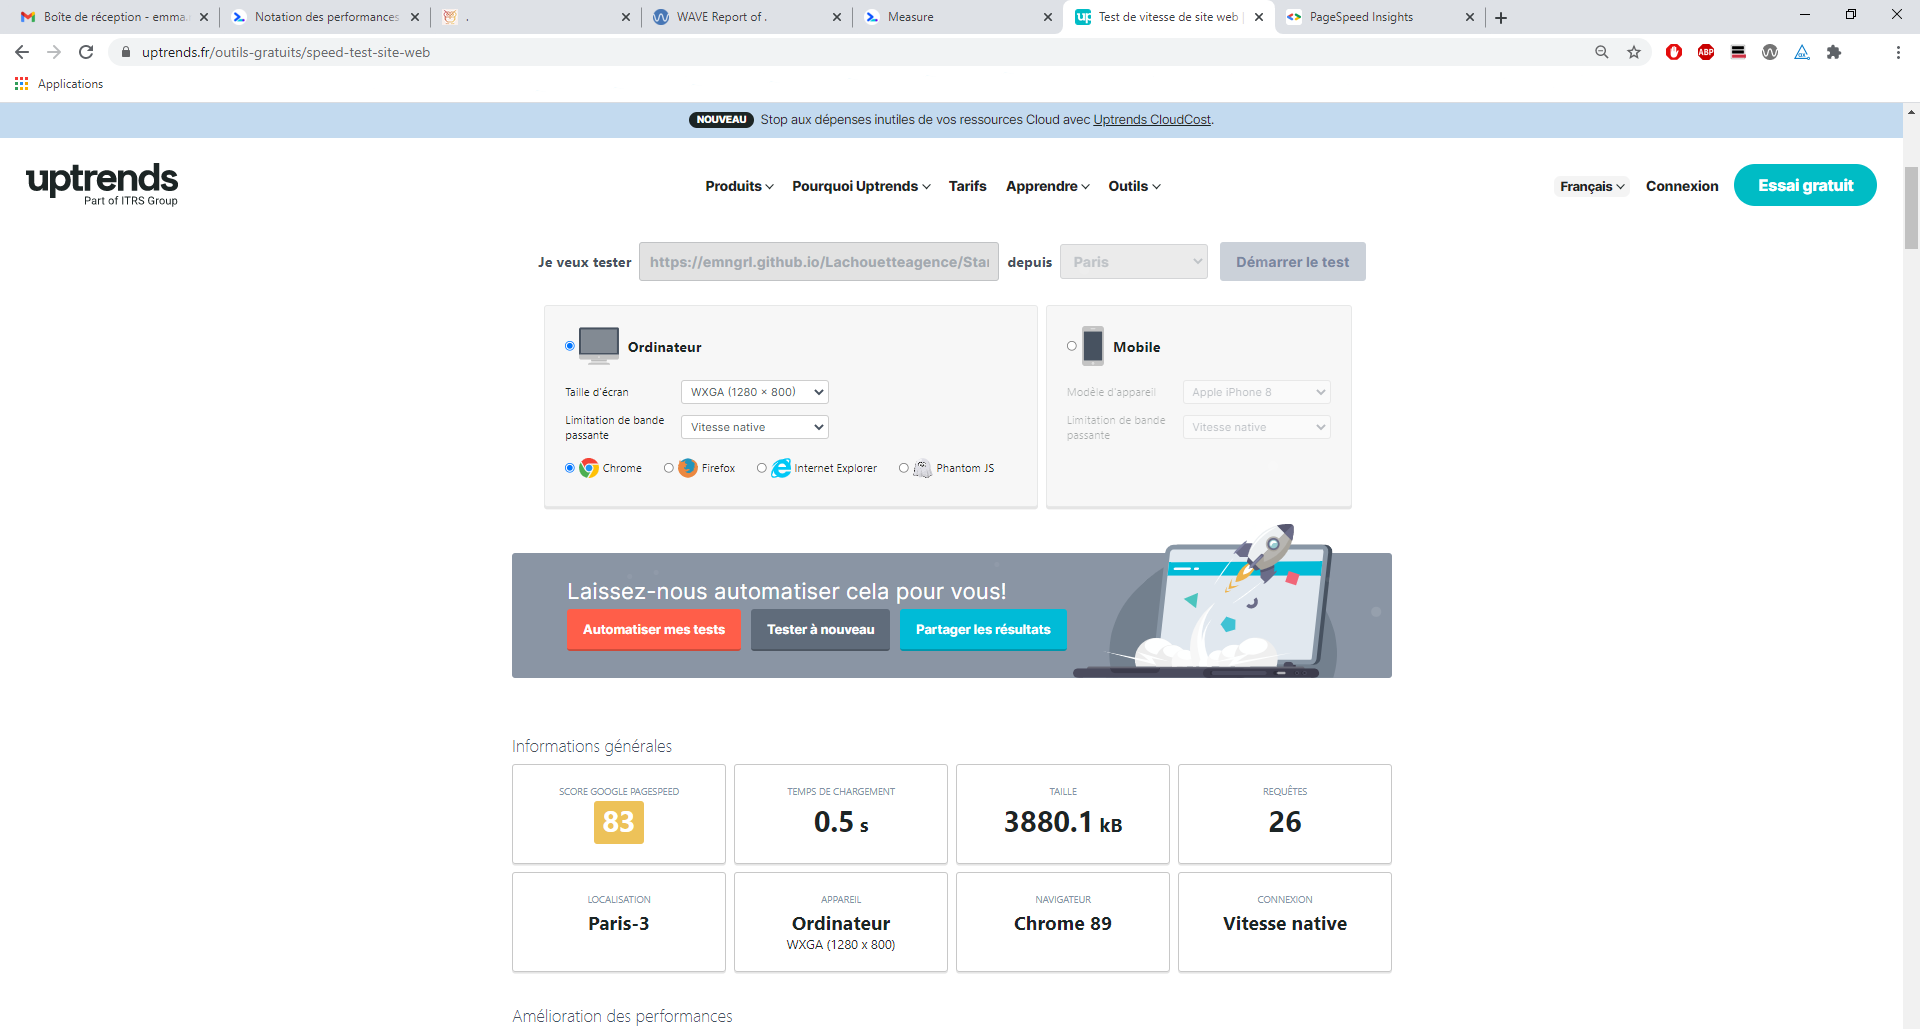 Boîte de réception - emma.
Notation des performances
.
WAVE Report of .
Measure
Test de vitesse de site web
PageSpeed Insights
uptrends.fr/outils-gratuits/speed-test-site-web
ABP
Applications
NOUVEAU Stop aux dépenses inutiles de vos ressources Cloud avec Uptrends CloudCost.
uptrends
Part of ITRS Group
Produits Pourquoi Uptrends Tarifs Apprendre Outils
Français Connexion Essai gratuit
Je veux tester https://emngrl.github.io/Lachouetteagence/Star depuis Paris Démarrer le test
Ordinateur
Taille d'écran WXGA (1280 × 800)
Limitation de bande passante Vitesse native
Chrome Firefox Internet Explorer Phantom JS
Mobile
Modèle d'appareil Apple iPhone 8
Limitation de bande passante Vitesse native
Laissez-nous automatiser cela pour vous!
Automatiser mes tests Tester à nouveau Partager les résultats
Informations générales
SCORE GOOGLE PAGESPEED
83
TEMPS DE CHARGEMENT
0.5 s
TAILLE
3880.1 kB
REQUÊTES
26
LOCALISATION
Paris-3
APPAREIL
Ordinateur
WXGA (1280 x 800)
NAVIGATEUR
Chrome 89
CONNEXION
Vitesse native
Amélioration des performances